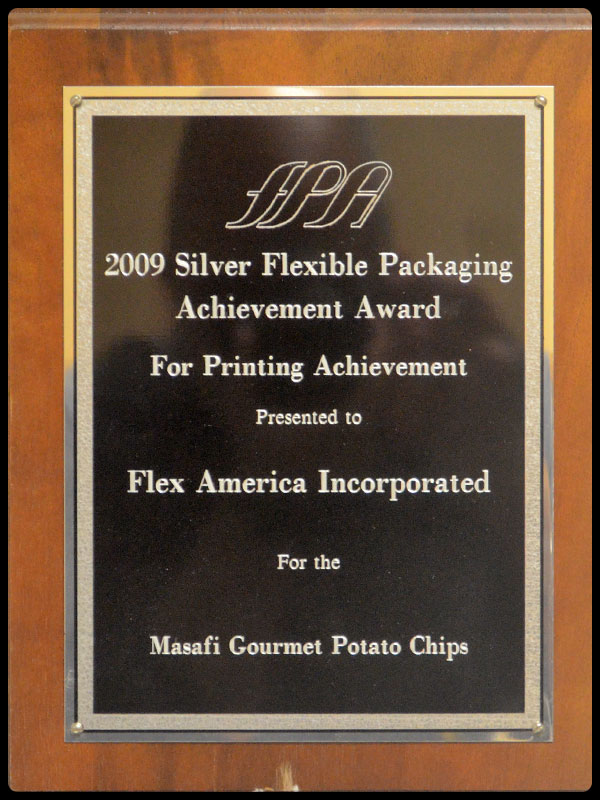 FPA
2009 Silver Flexible Packaging
Achievement Award
For Printing Achievement
Presented to
Flex America Incorporated
For the
Masafi Gourmet Potato Chips